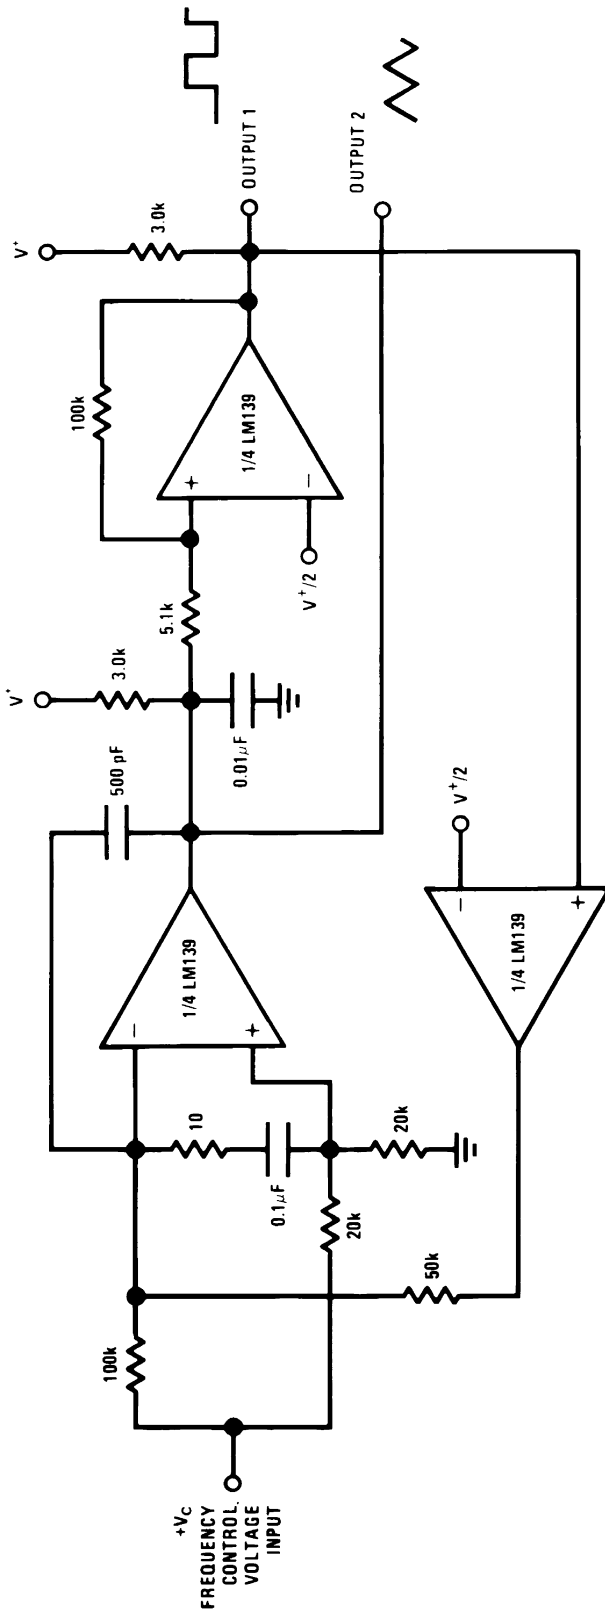 V+
3.0k
OUTPUT 1
100k
1/4 LM139
+
−
V+/2
5.1k
OUTPUT 2
V+
3.0k
0.01μF
500 pF
1/4 LM139
−
+
10
0.1μF
20k
20k
V+/2
−
+
1/4 LM139
50k
100k
+VC
FREQUENCY
CONTROL.
VOLTAGE
INPUT